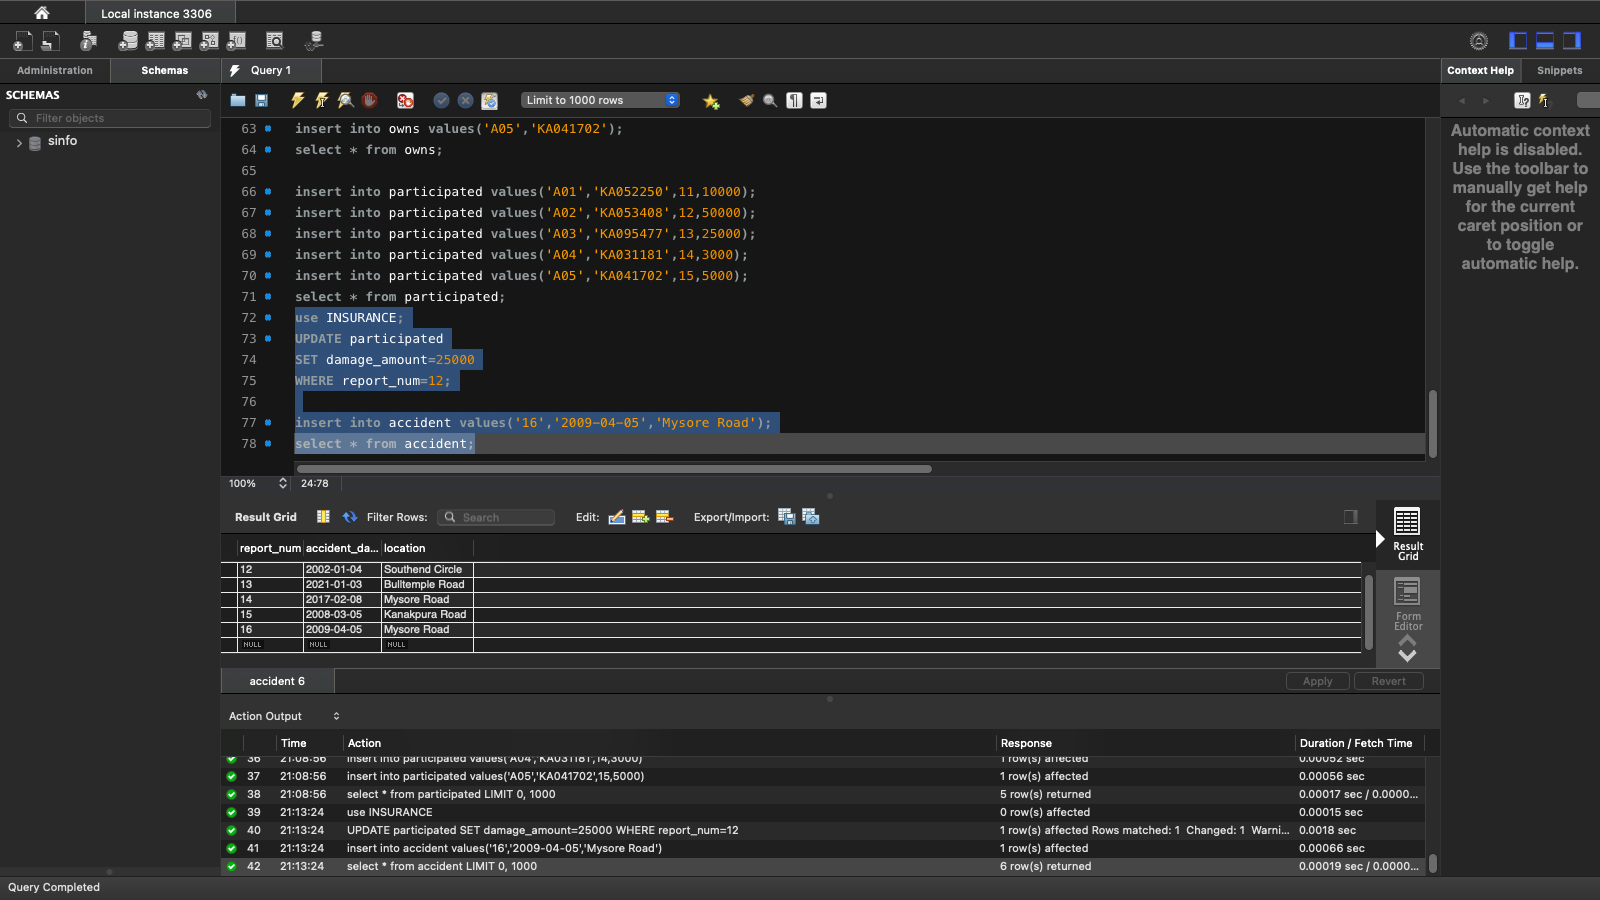 Local instance 3306
Administration
Schemas
Query 1
Context Help
Snippets
SCHEMAS
Filter objects
sinfo
Limit to 1000 rows
63 insert into owns values('A05','KA041702');
64 select * from owns;
65
66 insert into participated values('A01','KA052250',11,10000);
67 insert into participated values('A02','KA053408',12,50000);
68 insert into participated values('A03','KA095477',13,25000);
69 insert into participated values('A04','KA031181',14,3000);
70 insert into participated values('A05','KA041702',15,5000);
71 select * from participated;
72 use INSURANCE;
73 UPDATE participated
74 SET damage_amount=25000
75 WHERE report_num=12;
76
77 insert into accident values('16','2009-04-05','Mysore Road');
78 select * from accident;
Automatic context
help is disabled.
Use the toolbar to
manually get help
for the current
caret position or
to toggle
automatic help.
100% 24:78
Result Grid Filter Rows: Search Edit: Export/Import:
report_num accident_da... location
12 2002-01-04 Southend Circle
13 2021-01-03 Bulltemple Road
14 2017-02-08 Mysore Road
15 2008-03-05 Kanakpura Road
16 2009-04-05 Mysore Road
NULL NULL NULL
Result
Grid
Form
Editor
accident 6
Apply Revert
Action Output
Time Action Response Duration / Fetch Time
36 21:08:56 insert into participated values('A04','KA031181',14,3000) 1 row(s) affected 0.00052 sec
37 21:08:56 insert into participated values('A05','KA041702',15,5000) 1 row(s) affected 0.00056 sec
38 21:08:56 select * from participated LIMIT 0, 1000 5 row(s) returned 0.00017 sec / 0.0000...
39 21:13:24 use INSURANCE 0 row(s) affected 0.00015 sec
40 21:13:24 UPDATE participated SET damage_amount=25000 WHERE report_num=12 1 row(s) affected Rows matched: 1 Changed: 1 Warni... 0.0018 sec
41 21:13:24 insert into accident values('16','2009-04-05','Mysore Road') 1 row(s) affected 0.00066 sec
42 21:13:24 select * from accident LIMIT 0, 1000 6 row(s) returned 0.00019 sec / 0.0000...
Query Completed